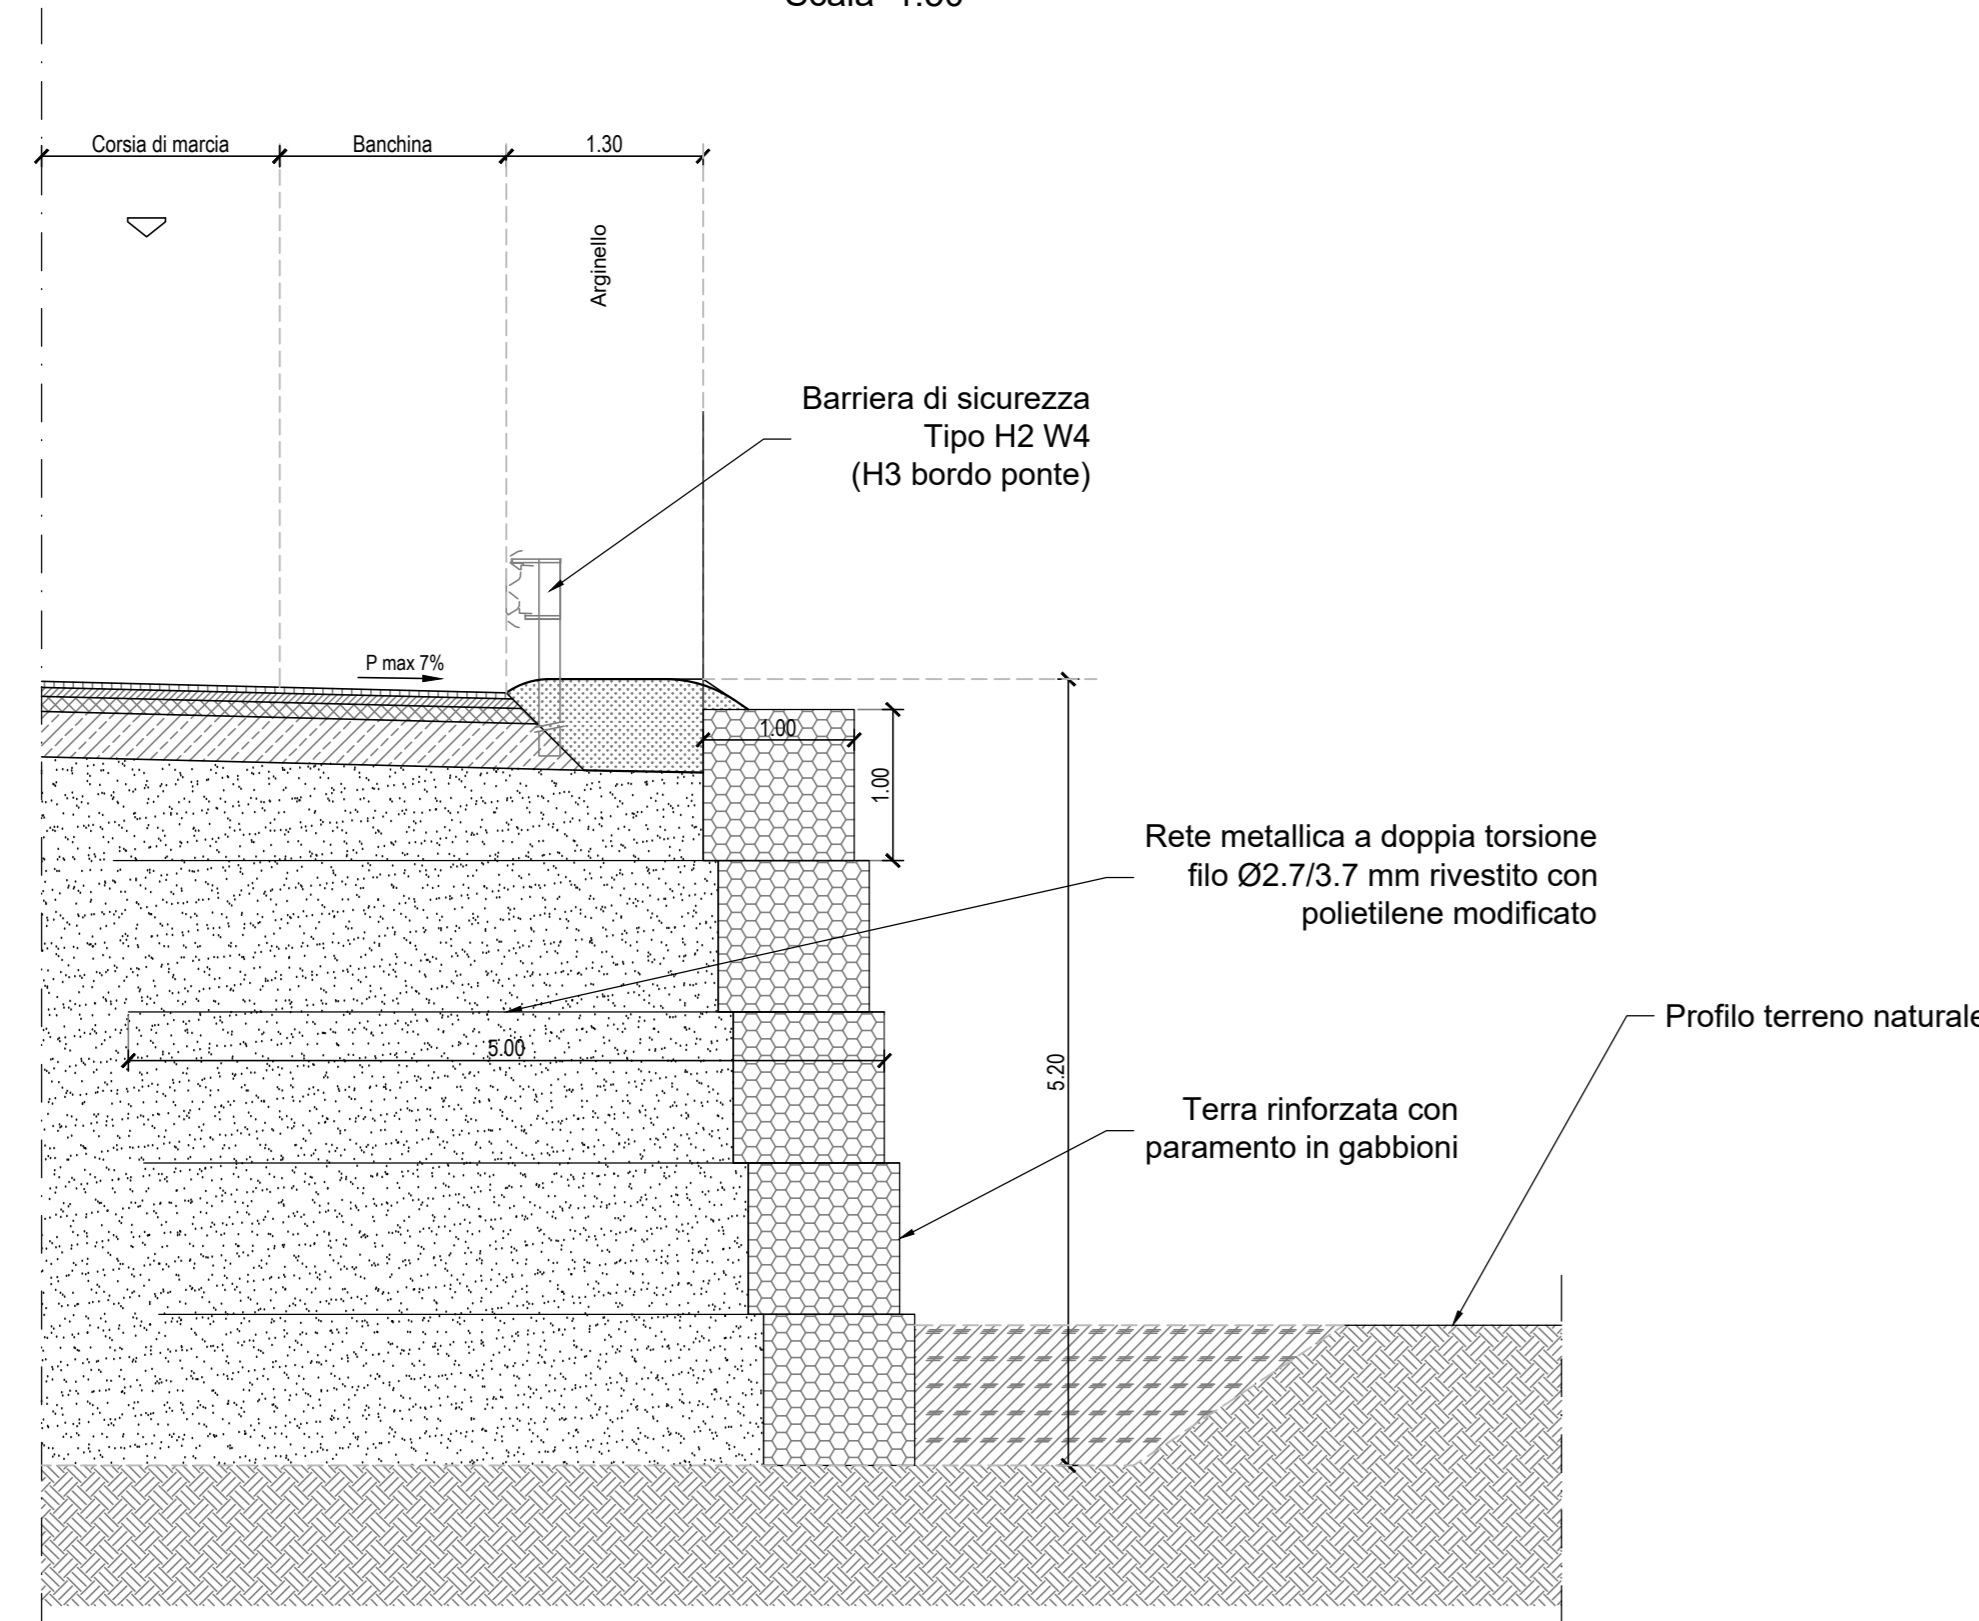 Corsia di marcia
Banchina
1.30
Arginello
Barriera di sicurezza
Tipo H2 W4
(H3 bordo ponte)
P max 7%
1.00
1.00
Rete metallica a doppia torsione
filo Ø2.7/3.7 mm rivestito con
polietilene modificato
Profilo terreno naturale
5.00
5.20
Terra rinforzata con
paramento in gabbioni